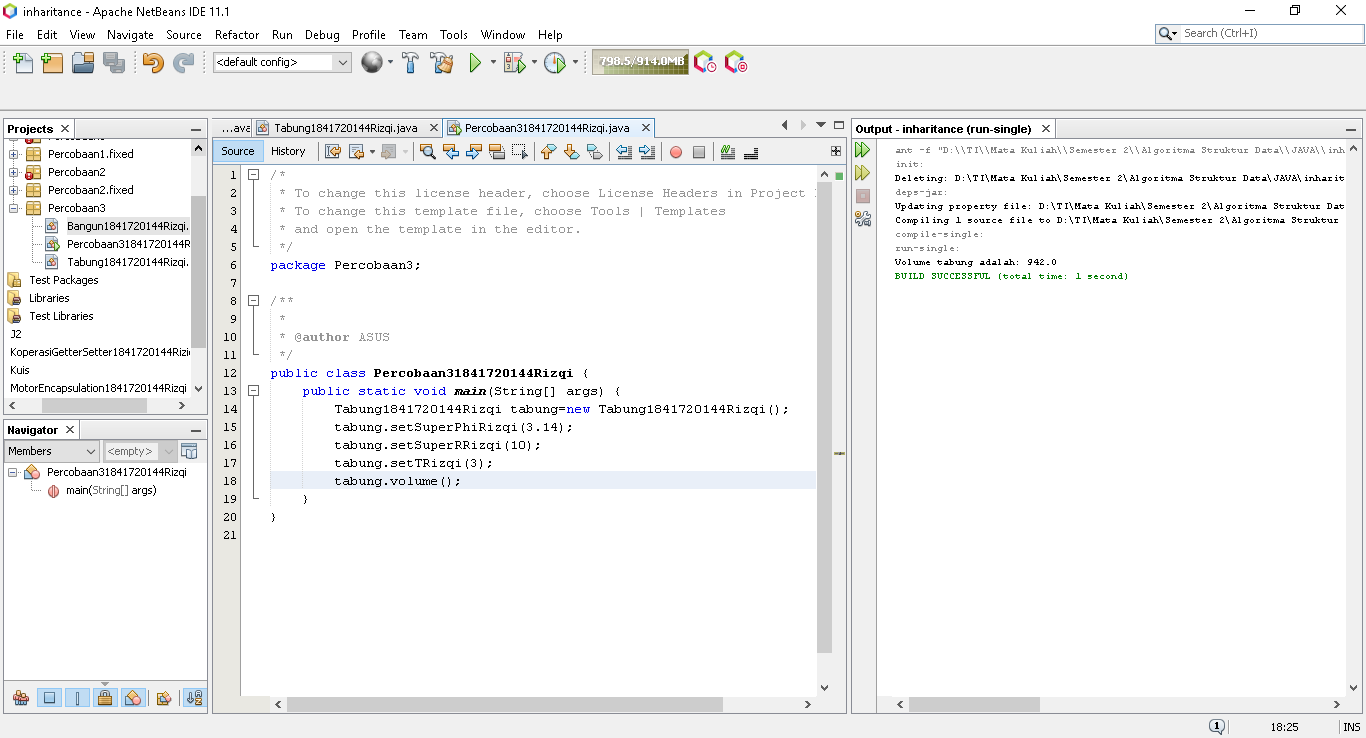 inharitance - Apache NetBeans IDE 11.1
File Edit View Navigate Source Refactor Run Debug Profile Team Tools Window Help
Search (Ctrl+I)
<default config>
798.5/914.0MB
Projects
Percobaan1.fixed
Percobaan2
Percobaan2.fixed
Percobaan3
Bangun1841720144Rizqi.
Percobaan31841720144R
Tabung1841720144Rizqi.
Test Packages
Libraries
Test Libraries
J2
KoperasiGetterSetter1841720144Rizi
Kuis
MotorEncapsulation1841720144Rizqi
Navigator
Members
<empty>
Percobaan31841720144Rizqi
main(String[] args)
...ava
Tabung1841720144Rizqi.java
Percobaan31841720144Rizqi.java
Source History
1 /*
2 * To change this license header, choose License Headers in Project
3 * To change this template file, choose Tools | Templates
4 * and open the template in the editor.
5 */
6 package Percobaan3;
7
8 /**
9 *
10 * @author ASUS
11 */
12 public class Percobaan31841720144Rizqi {
13 public static void main(String[] args) {
14 Tabung1841720144Rizqi tabung=new Tabung1841720144Rizqi();
15 tabung.setSuperPhiRizqi(3.14);
16 tabung.setSuperRRizqi(10);
17 tabung.setTRizqi(3);
18 tabung.volume();
19 }
20 }
21
Output - inharitance (run-single)
ant -f "D:\\TI\\Mata Kuliah\\Semester 2\\Algoritma Struktur Data\\JAVA\\inh
init:
Deleting: D:\TI\Mata Kuliah\Semester 2\Algoritma Struktur Data\JAVA\inharit
deps-jar:
Updating property file: D:\TI\Mata Kuliah\Semester 2\Algoritma Struktur Dat
Compiling 1 source file to D:\TI\Mata Kuliah\Semester 2\Algoritma Struktur
compile-single:
run-single:
Volume tabung adalah: 942.0
BUILD SUCCESSFUL (total time: 1 second)
1
18:25
INS